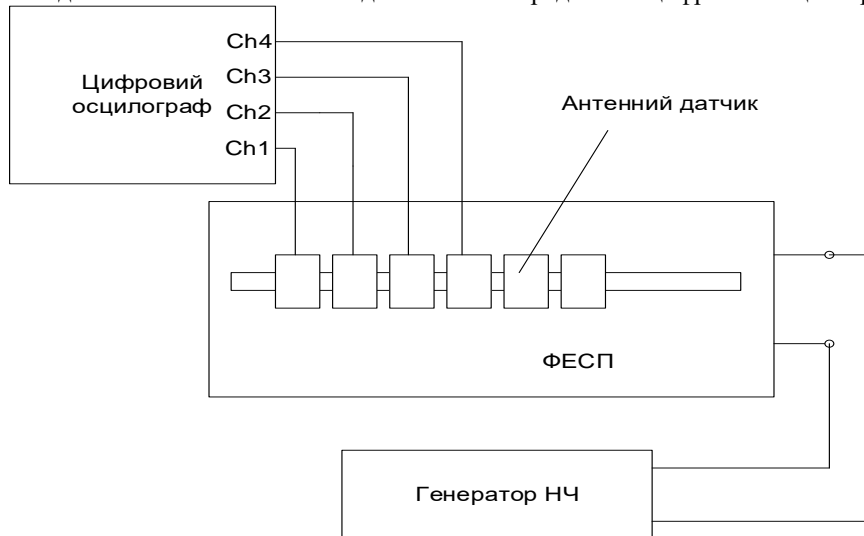 Ch4
Ch3
Цифровий
осцилограф
Ch2
Ch1
Антенний датчик
ФЕСП
Генератор НЧ